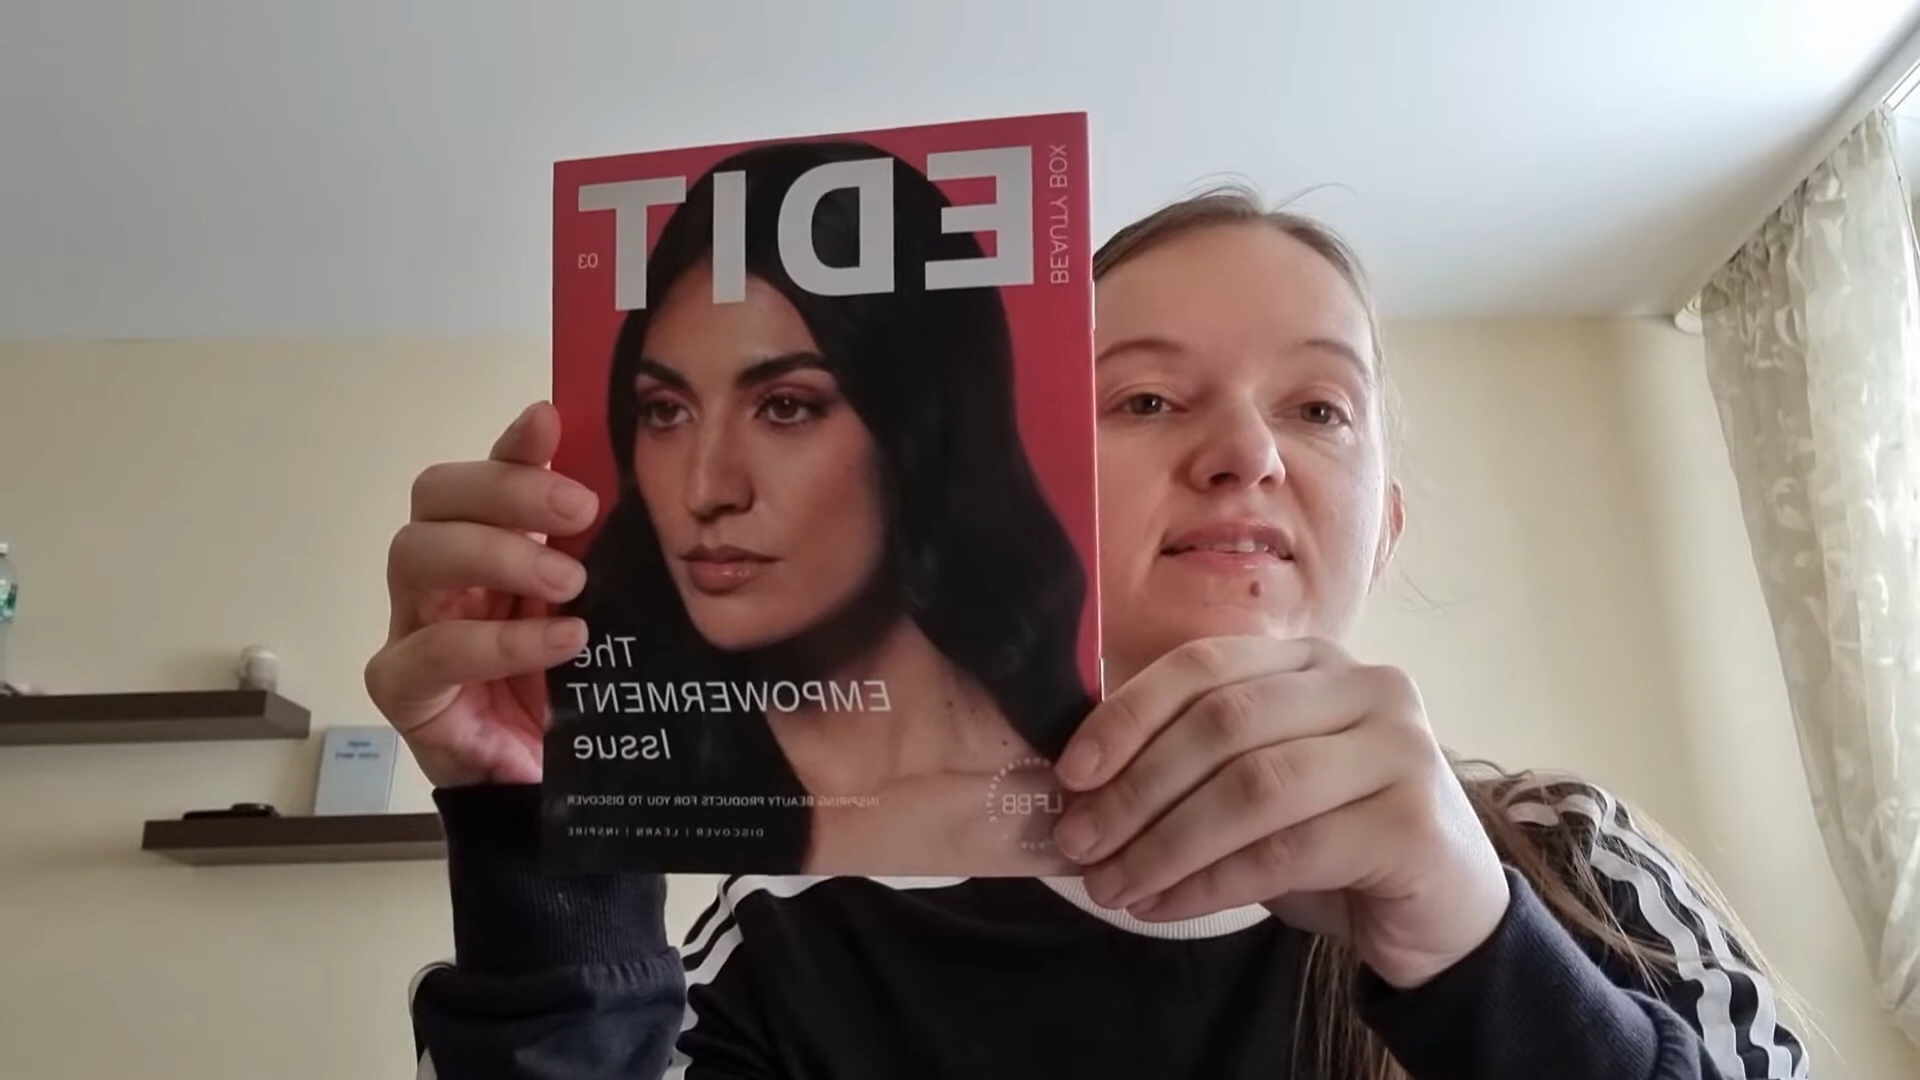 BEAUTY BOX
EDIT
03
The
EMPOWERMENT
Issue
INSPIRING BEAUTY PRODUCTS FOR YOU TO DISCOVER
DISCOVER | LEARN | INSPIRE
LFBB